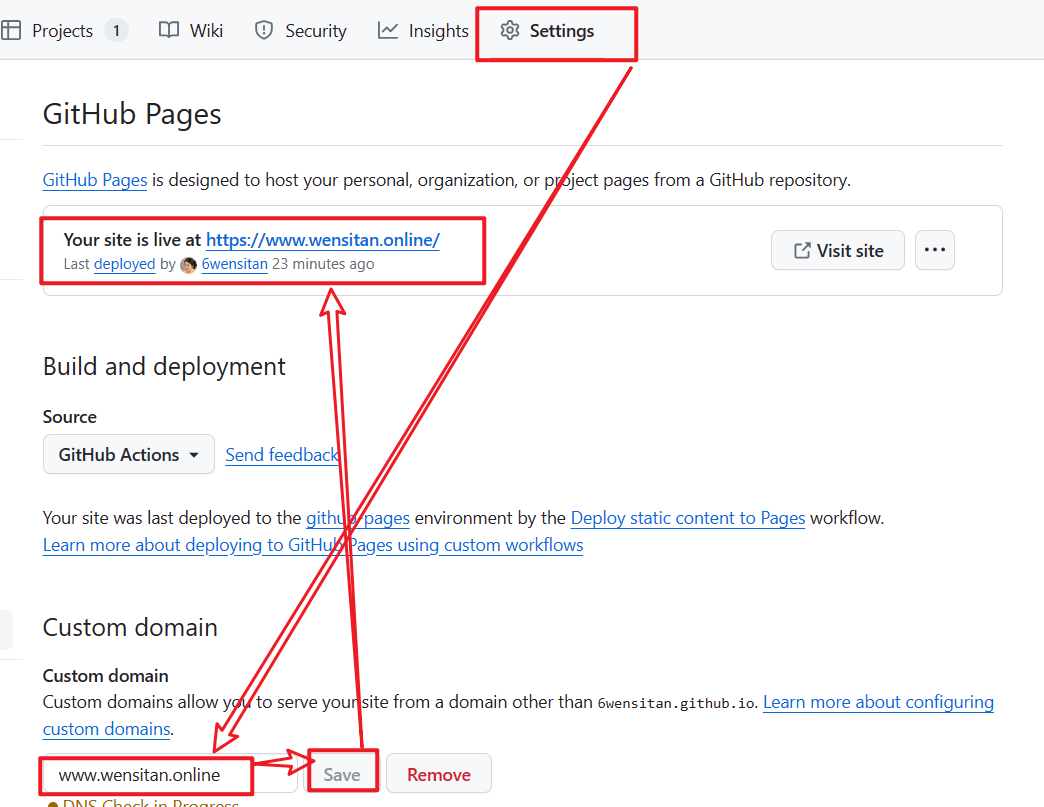 Projects 1 Wiki Security Insights Settings
GitHub Pages
GitHub Pages is designed to host your personal, organization, or project pages from a GitHub repository.
Your site is live at https://www.wensitan.online/
Last deployed by 6wensitan 23 minutes ago
Visit site
Build and deployment
Source
GitHub Actions Send feedback
Your site was last deployed to the github-pages environment by the Deploy static content to Pages workflow.
Learn more about deploying to GitHub Pages using custom workflows
Custom domain
Custom domain
Custom domains allow you to serve your site from a domain other than 6wensitan.github.io. Learn more about configuring
custom domains.
www.wensitan.online Save Remove
DNS Check in Progress